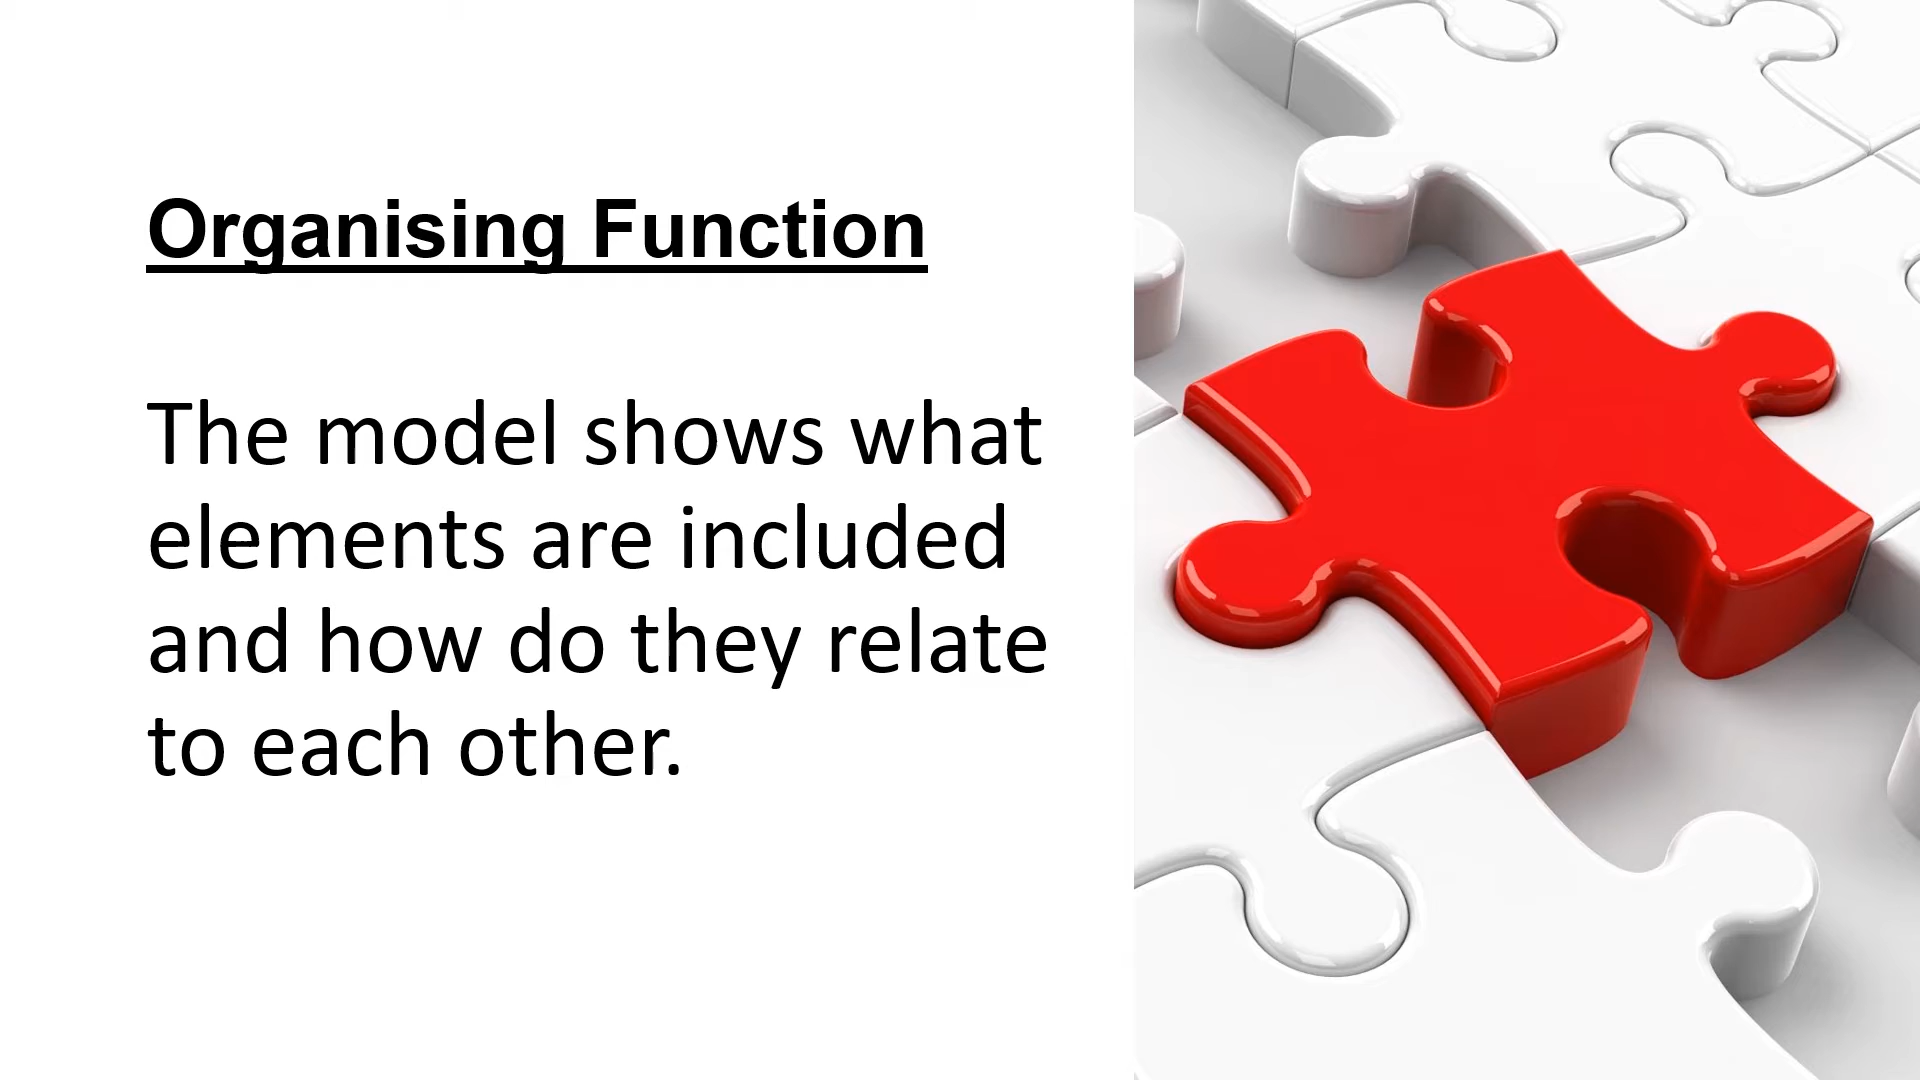 Organising Function
The model shows what
elements are included
and how do they relate
to each other.